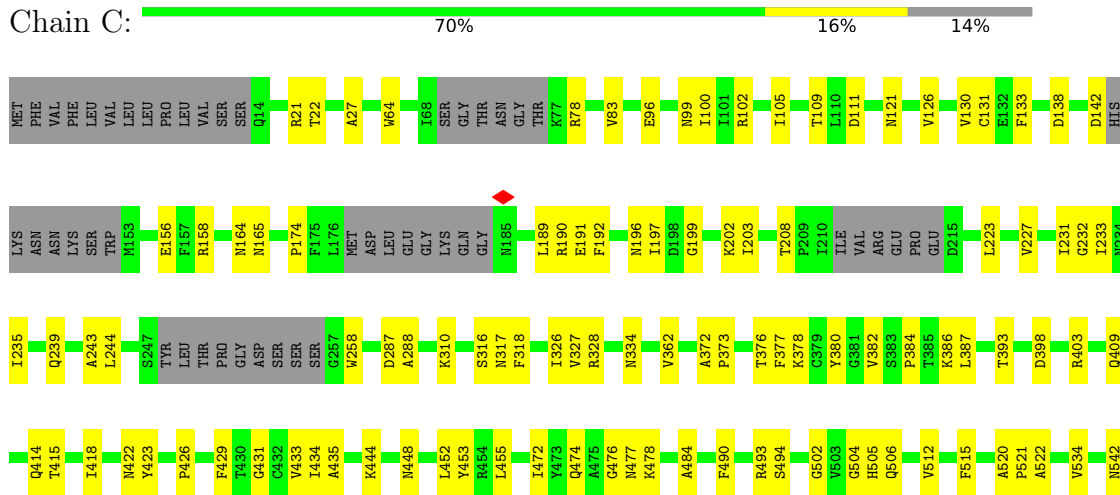 Chain C:
70% 16% 14%
MET PHE VAL PHE LEU VAL LEU LEU PRO LEU VAL SER SER Q14 R21 T22 A27 W64 I68 SER GLY THR ASN GLY THR K77 R78 V83 E96 N99 I100 I101 R102 I105 T109 L110 D111 N121 V126 V130 C131 E132 F133 D138 D142 HIS
LYS ASN ASN LYS SER TRP M153 E156 F157 R158 N164 N165 P174 F175 L176 MET ASP LEU GLU GLY LYS GLN GLY N185 L189 R190 E191 F192 N196 I197 D198 G199 K202 I203 T208 P209 I210 ILE VAL ARG GLU PRO GLU D215 L223 V227 I231 G232 I233 N234
I235 Q239 A243 L244 S247 TYR LEU THR PRO GLY ASP SER SER SER G257 W258 D287 A288 K310 S316 N317 F318 I326 V327 R328 N334 V362 A372 P373 T376 F377 K378 C379 Y380 G381 V382 S383 P384 T385 K386 L387 T393 D398 R403 Q409
Q414 T415 I418 N422 Y423 P426 F429 T430 G431 C432 V433 I434 A435 K444 N448 L452 Y453 R454 L455 I472 Y473 Q474 A475 G476 N477 K478 A484 F490 R493 S494 G502 V503 G504 H505 Q506 V512 F515 A520 P521 A522 V534 N542